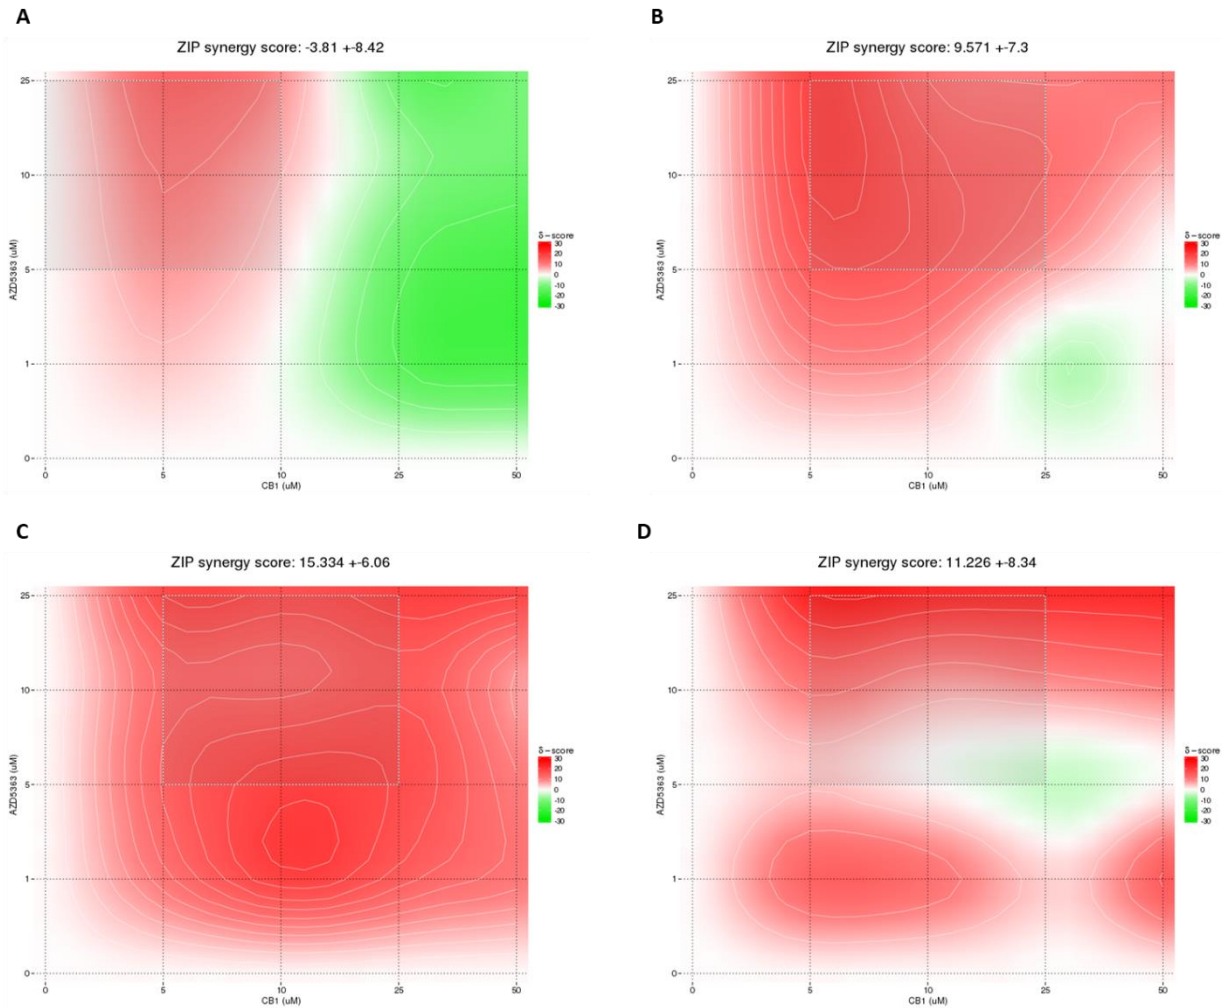 A
ZIP synergy score: -3.81 +-8.42
25
10
5
1
0
AZD5363 (uM)
0 5 10 25 50
CB1 (uM)
δ-score
30
20
10
0
-10
-20
-30
B
ZIP synergy score: 9.571 +-7.3
25
10
5
1
0
AZD5363 (uM)
0 5 10 25 50
CB1 (uM)
δ-score
30
20
10
0
-10
-20
-30
C
ZIP synergy score: 15.334 +-6.06
25
10
5
1
0
AZD5363 (uM)
0 5 10 25 50
CB1 (uM)
δ-score
30
20
10
0
-10
-20
-30
D
ZIP synergy score: 11.226 +-8.34
25
10
5
1
0
AZD5363 (uM)
0 5 10 25 50
CB1 (uM)
δ-score
30
20
10
0
-10
-20
-30